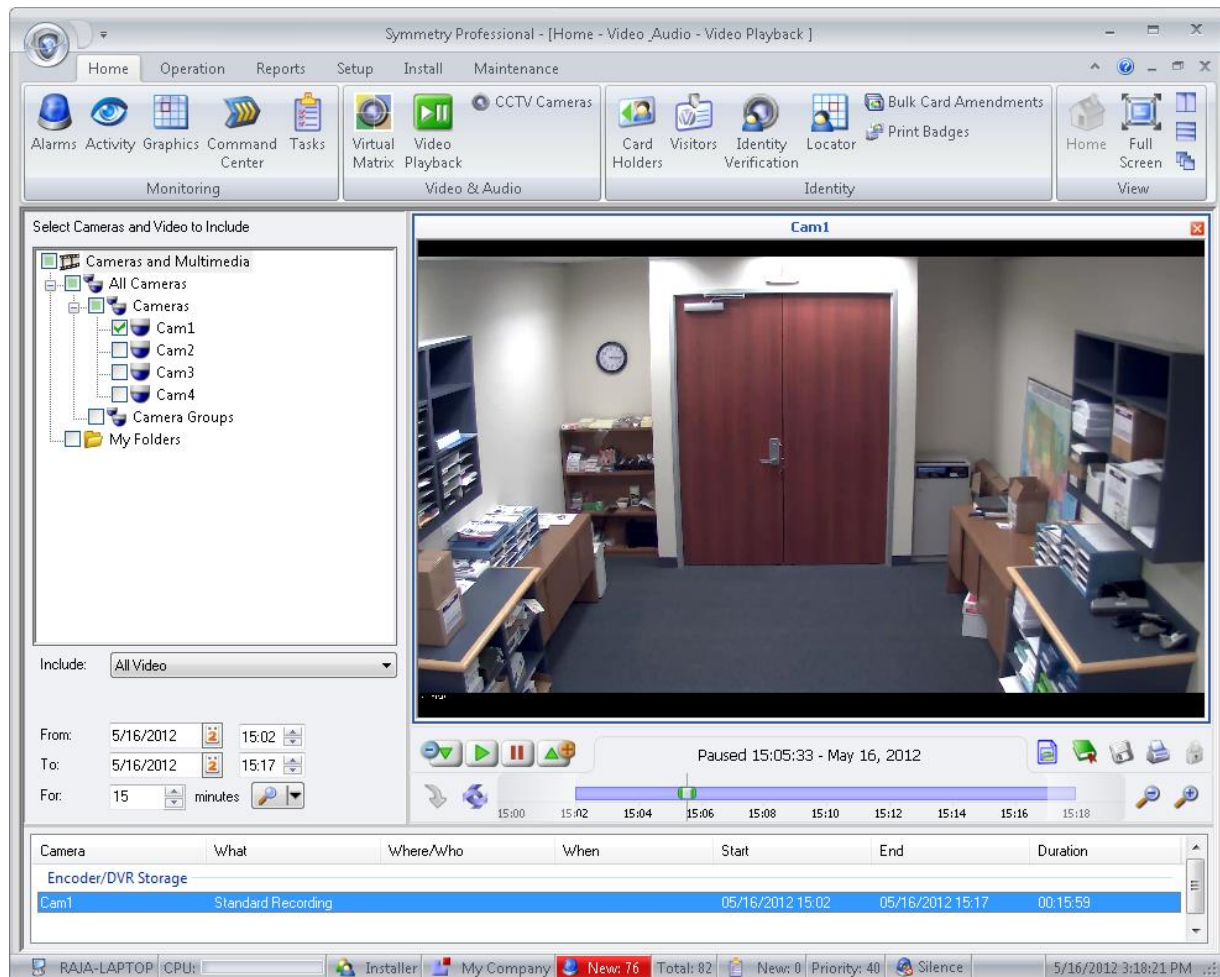 Symmetry Professional - [Home - Video ,Audio - Video Playback ]
Home Operation Reports Setup Install Maintenance
Alarms Activity Graphics Command Center Tasks
Monitoring
Virtual Matrix Video Playback CCTV Cameras
Video & Audio
Card Holders Visitors Identity Verification Locator Bulk Card Amendments
Print Badges
Identity
Home Full Screen
View
Select Cameras and Video to Include
Cameras and Multimedia
All Cameras
Cameras
Cam1
Cam2
Cam3
Cam4
Camera Groups
My Folders
Include: All Video
From: 5/16/2012 2 15:02
To: 5/16/2012 2 15:17
For: 15 minutes
Cam1
Paused 15:05:33 - May 16, 2012
15:00 15:02 15:04 15:06 15:08 15:10 15:12 15:14 15:16 15:18
Camera What Where/Who When Start End Duration
Encoder/DVR Storage
Cam1 Standard Recording 05/16/2012 15:02 05/16/2012 15:17 00:15:59
RAJA-LAPTOP CPU: Installer My Company New: 76 Total: 82 New: 0 Priority: 40 Silence 5/16/2012 3:18:21 PM